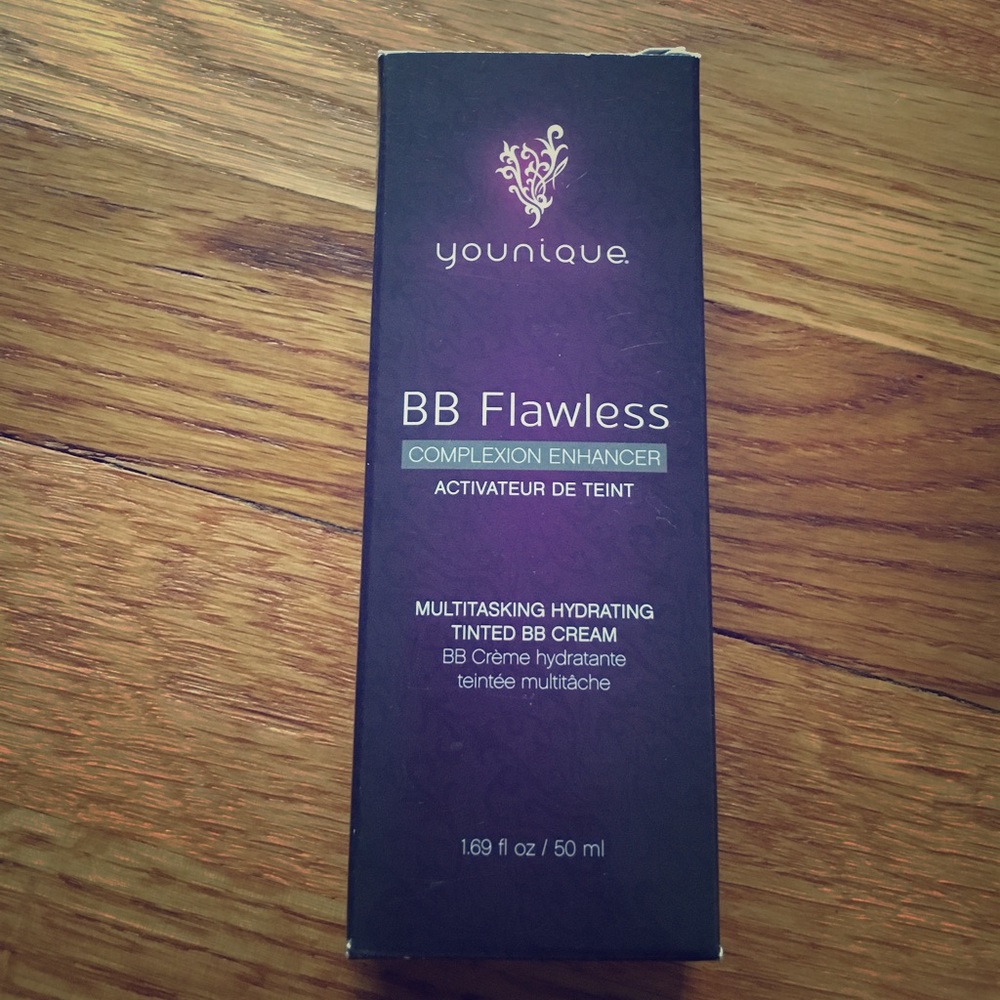 younique.
BB Flawless
COMPLEXION ENHANCER
ACTIVATEUR DE TEINT
MULTITASKING HYDRATING
TINTED BB CREAM
BB Crème hydratante
teintée multitâche
1.69 fl oz / 50 ml